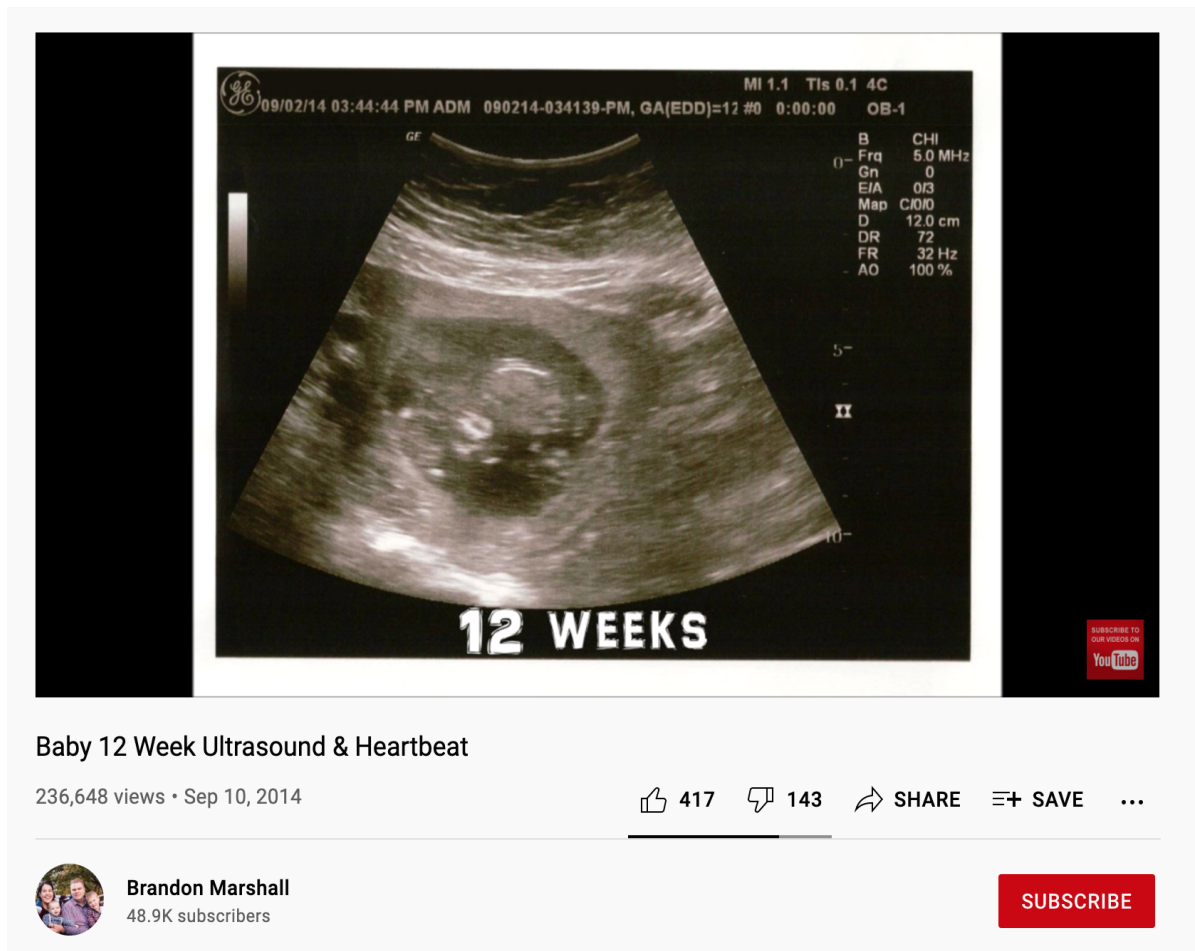 MI 1.1 TIs 0.1 4C
GE 09/02/14 03:44:44 PM ADM 090214-034139-PM, GA(EDD)=12 #0 0:00:00 OB-1
GE
B CHI
0- Frq 5.0 MHz
Gn 0
E/A 0/3
Map C/0/0
D 12.0 cm
DR 72
FR 32 Hz
AO 100 %
5-
10-
12 WEEKS
SUBSCRIBE TO
OUR VIDEOS ON
YouTube
Baby 12 Week Ultrasound & Heartbeat
236,648 views • Sep 10, 2014
417 143 SHARE SAVE ...
Brandon Marshall
48.9K subscribers
SUBSCRIBE